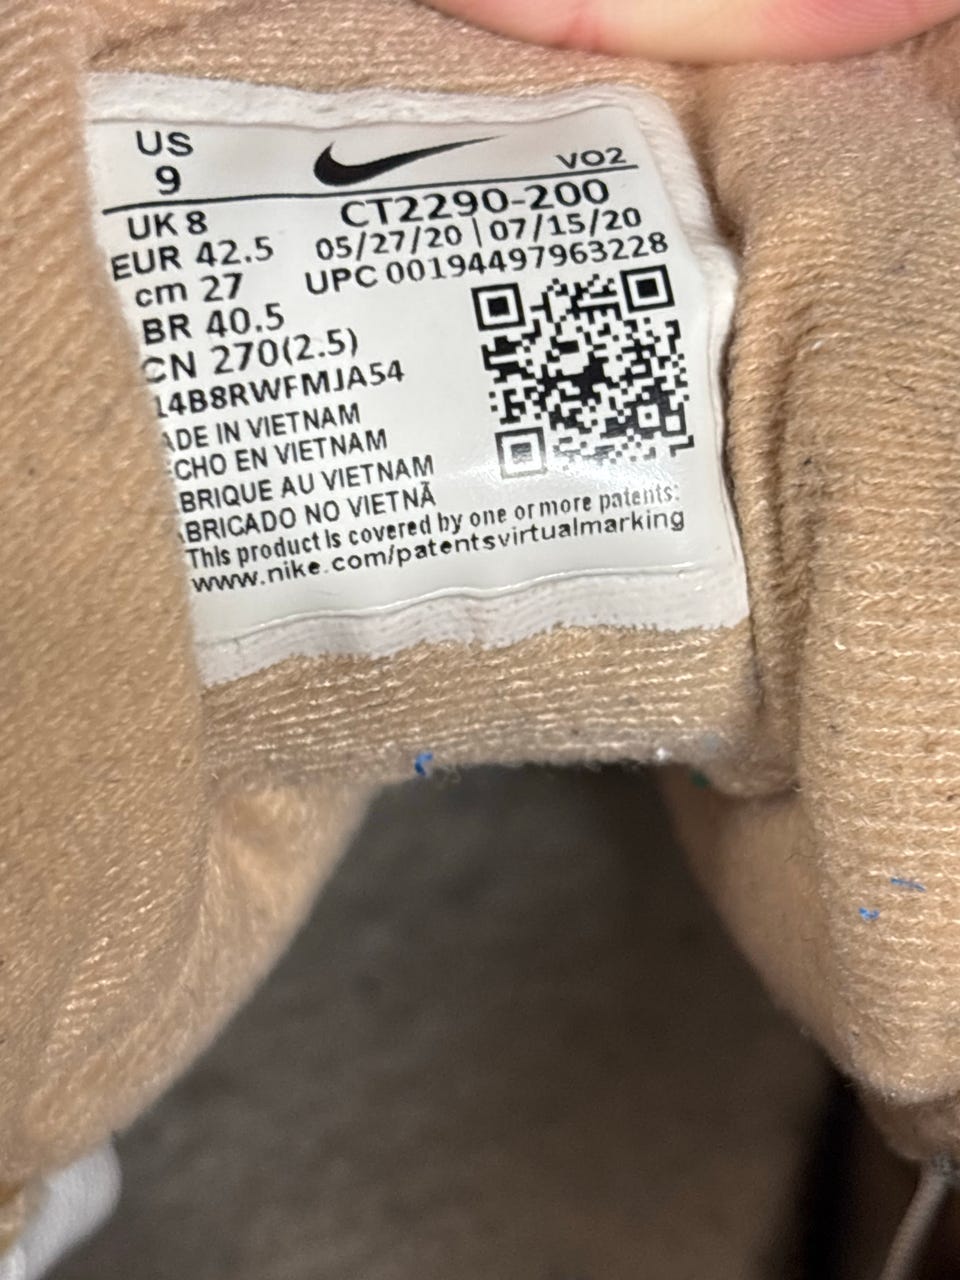 US
9
VO2
UK 8
CT2290-200
EUR 42.5
05/27/20 | 07/15/20
cm 27
UPC 00194497963228
BR 40.5
CN 270(2.5)
14B8RWFMJA54
ADE IN VIETNAM
CHO EN VIETNAM
BRIQUE AU VIETNAM
ABRICADO NO VIETNÃ
This product is covered by one or more patents:
www.nike.com/patentsvirtualmarking